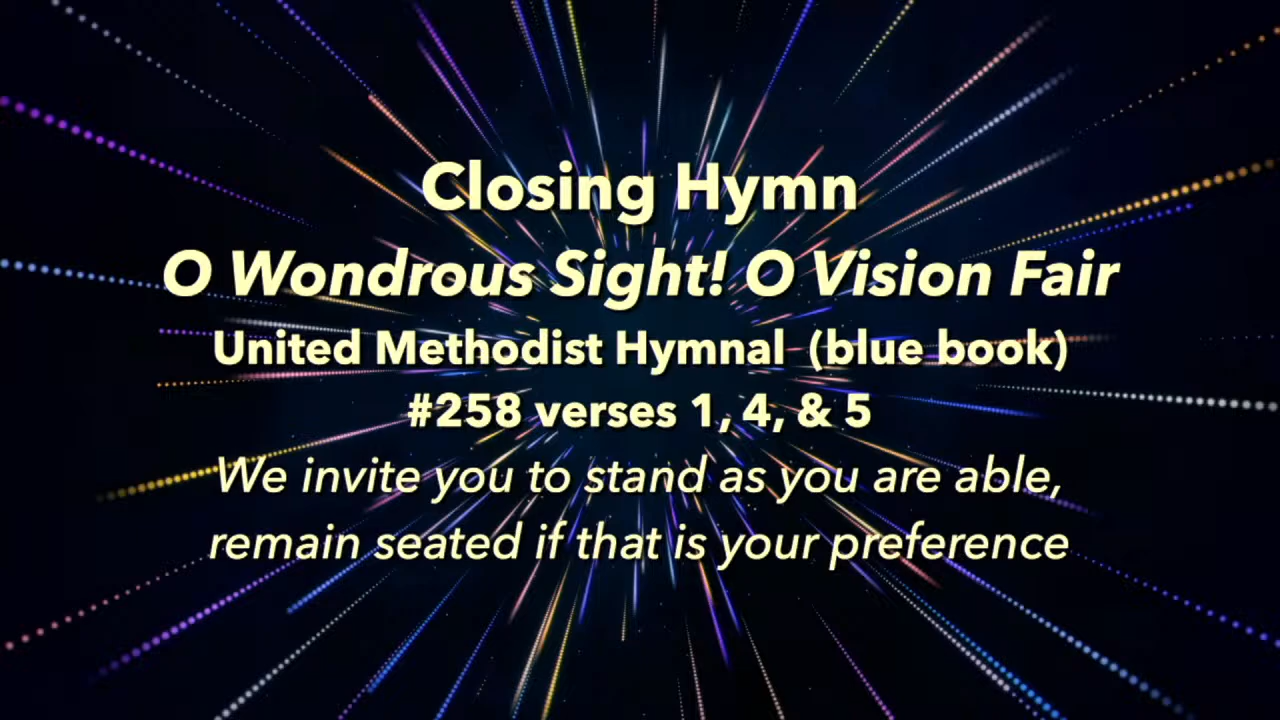 Closing Hymn
O Wondrous Sight! O Vision Fair
United Methodist Hymnal (blue book)
#258 verses 1, 4, & 5
We invite you to stand as you are able,
remain seated if that is your preference